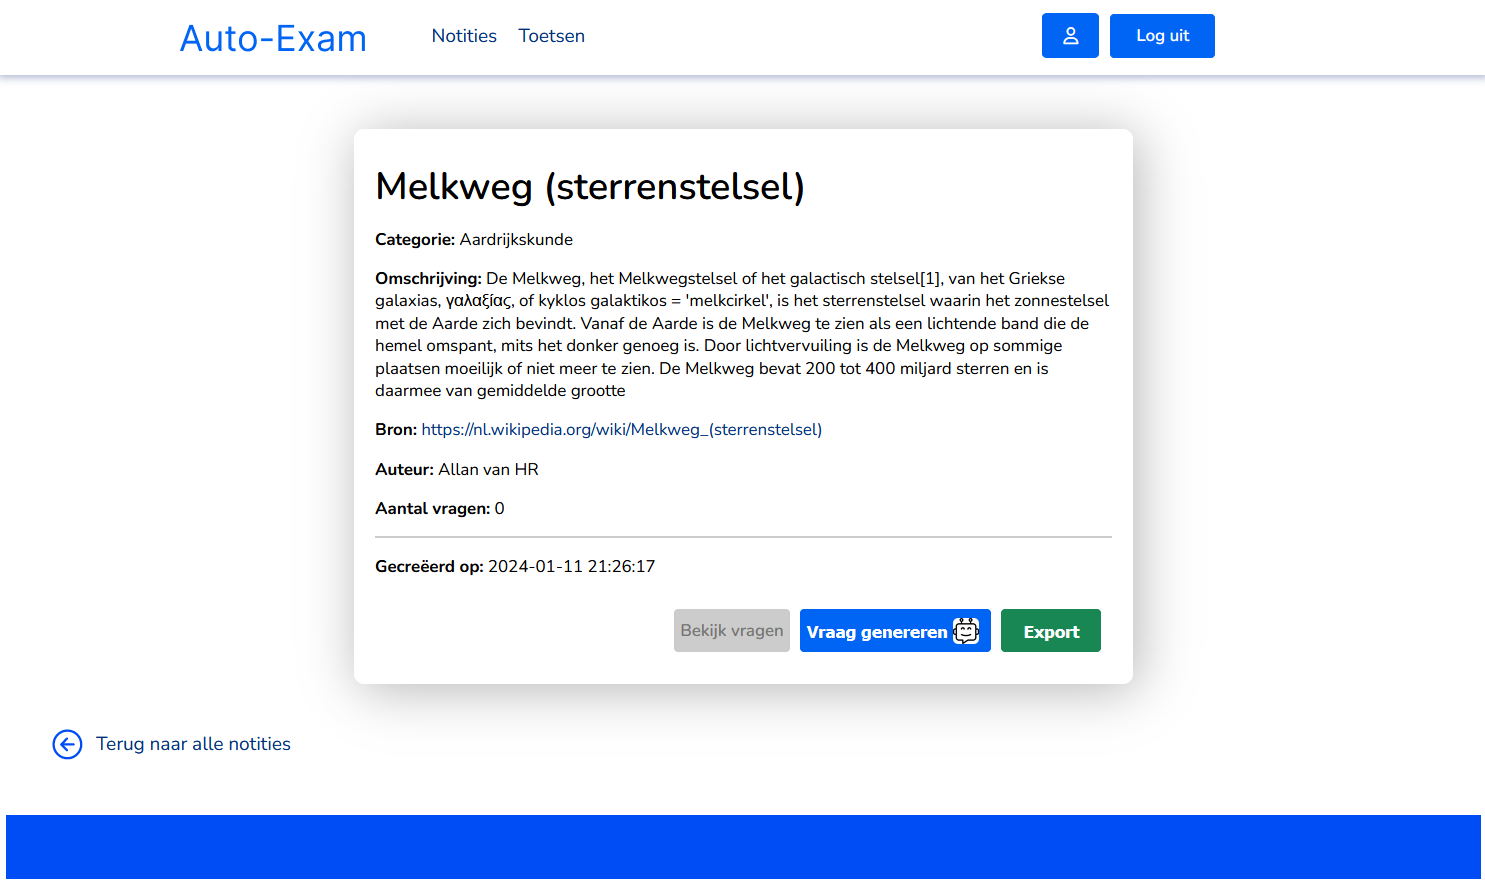 Auto-Exam
Notities
Toetsen
Log uit
Melkweg (sterrenstelsel)
Categorie: Aardrijkskunde
Omschrijving: De Melkweg, het Melkwegstelsel of het galactisch stelsel[1], van het Griekse
galaxias, γαλαξίας, of kyklos galaktikos = 'melkcirkel', is het sterrenstelsel waarin het zonnestelsel
met de Aarde zich bevindt. Vanaf de Aarde is de Melkweg te zien als een lichtende band die de
hemel omspant, mits het donker genoeg is. Door lichtvervuiling is de Melkweg op sommige
plaatsen moeilijk of niet meer te zien. De Melkweg bevat 200 tot 400 miljard sterren en is
daarmee van gemiddelde grootte
Bron: https://nl.wikipedia.org/wiki/Melkweg_(sterrenstelsel)
Auteur: Allan van HR
Aantal vragen: 0
Gecreëerd op: 2024-01-11 21:26:17
Bekijk vragen
Vraag genereren
Export
Terug naar alle notities